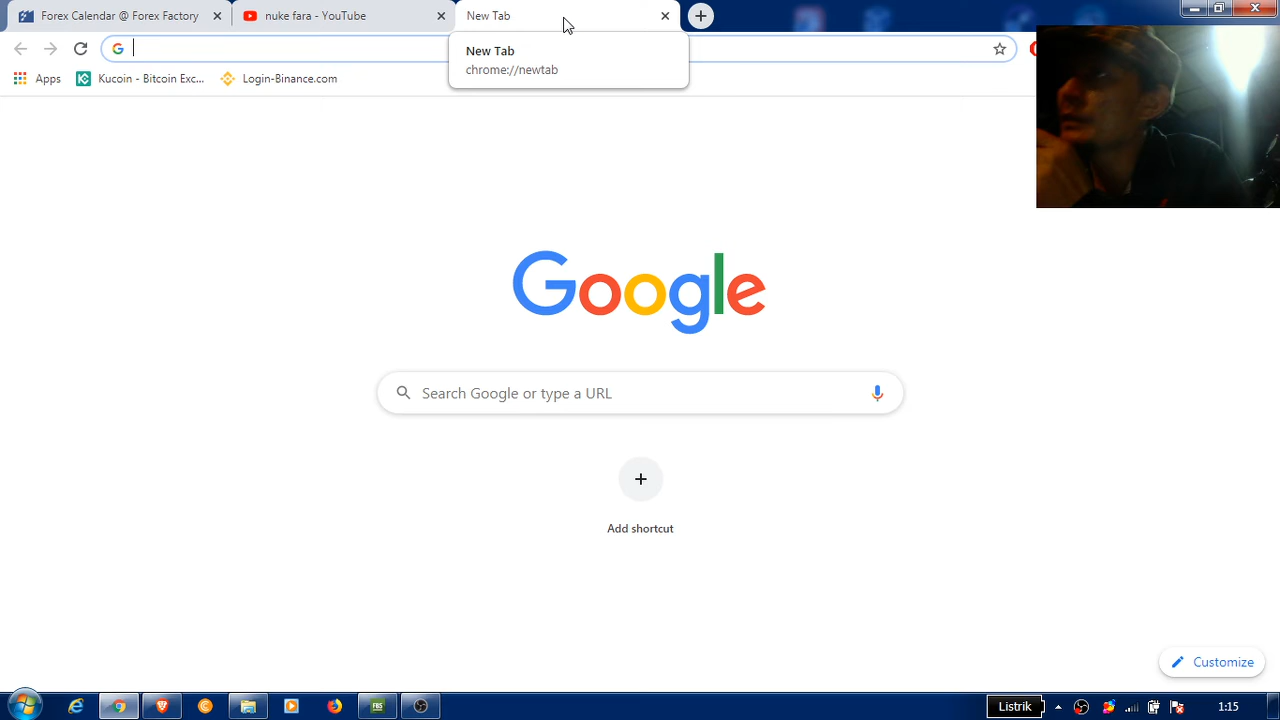 Forex Calendar @ Forex Factory
nuke fara - YouTube
New Tab
New Tab
chrome://newtab
Apps
Kucoin - Bitcoin Exc...
Login-Binance.com
Google
Search Google or type a URL
Add shortcut
Customize
FBS
Listrik
1:15